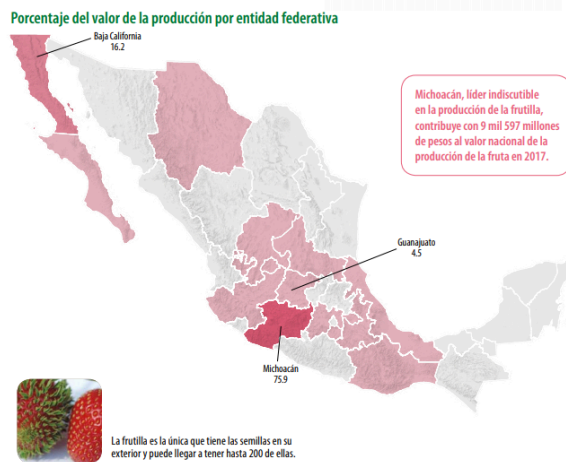 Porcentaje del valor de la producción por entidad federativa
Baja California
16.2
Michoacán, líder indiscutible
en la producción de la frutilla,
contribuye con 9 mil 597 millones
de pesos al valor nacional de la
producción de la fruta en 2017.
Guanajuato
4.5
Michoacán
75.9
La frutilla es la única que tiene las semillas en su
exterior y puede llegar a tener hasta 200 de ellas.